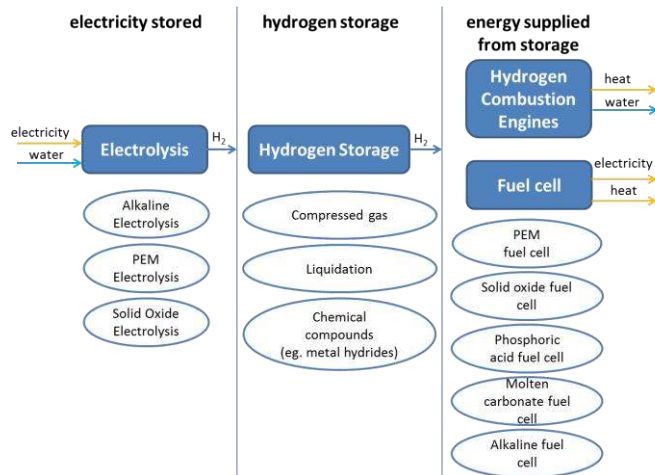 electricity stored
hydrogen storage
energy supplied
from storage
electricity
water
Electrolysis
H2
Alkaline
Electrolysis
PEM
Electrolysis
Solid Oxide
Electrolysis
Hydrogen Storage
H2
Compressed gas
Liquidation
Chemical
compounds
(eg. metal hydrides)
Hydrogen
Combustion
Engines
heat
water
Fuel cell
electricity
heat
PEM
fuel cell
Solid oxide fuel
cell
Phosphoric
acid fuel cell
Molten
carbonate fuel
cell
Alkaline fuel
cell